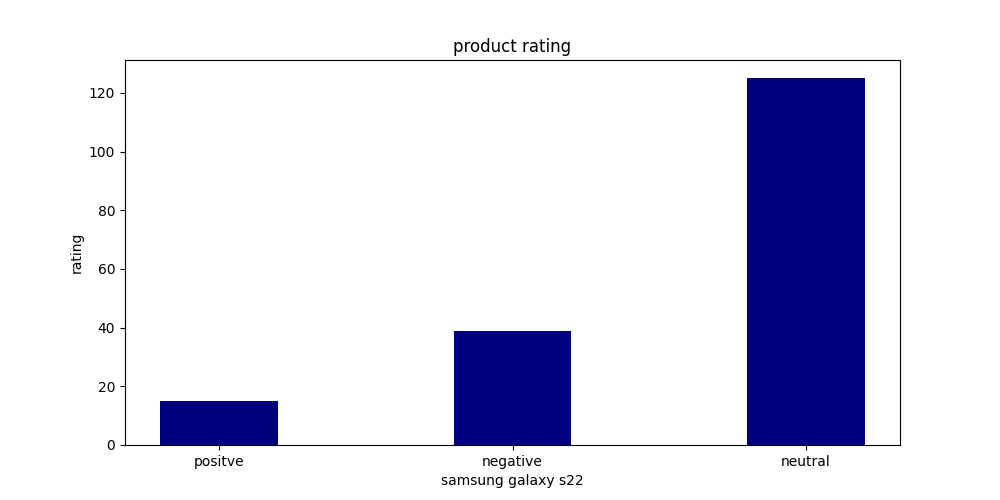 product rating
rating
120
100
80
60
40
20
0
positve
negative
neutral
samsung galaxy s22